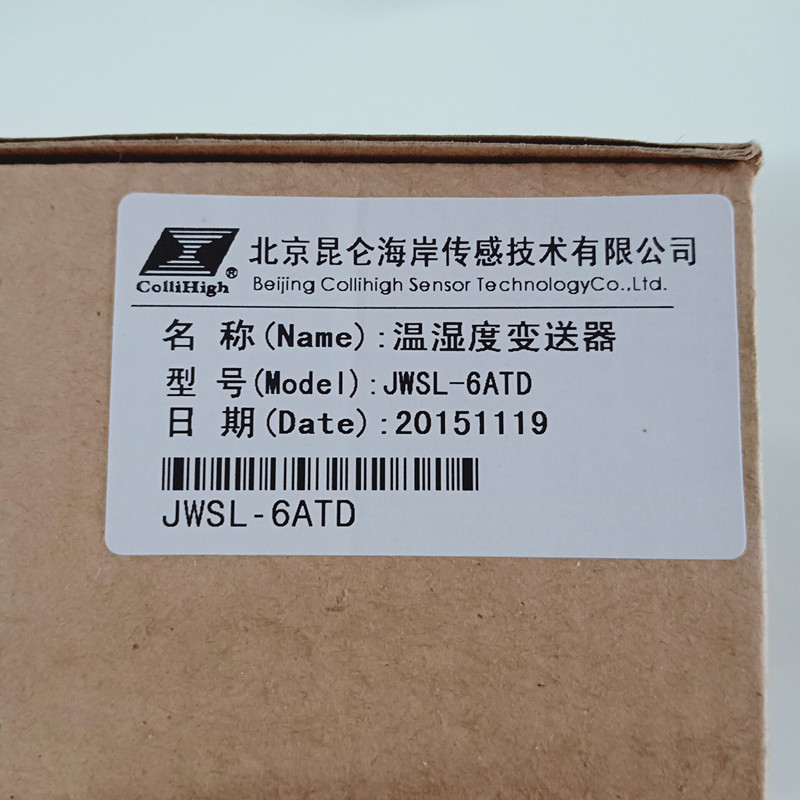 ColliHigh®
北京昆仑海岸传感技术有限公司
Beijing Collihigh Sensor TechnologyCo.,Ltd.
名 称(Name):温湿度变送器
型 号(Model):JWSL-6ATD
日 期(Date):20151119
JWSL-6ATD